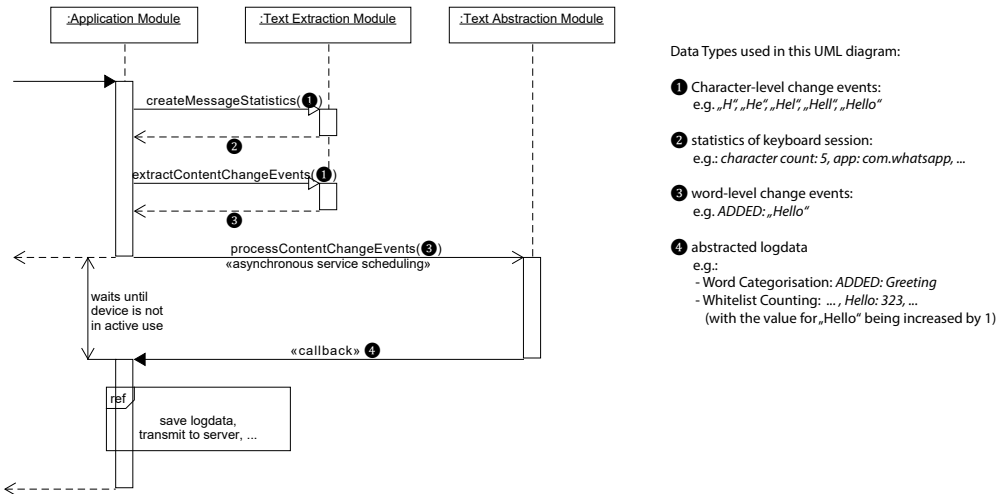 :Application Module
:Text Extraction Module
:Text Abstraction Module
createMessageStatistics(❶)
❷
extractContentChangeEvents(❶)
❸
processContentChangeEvents(❸)
«asynchronous service scheduling»
waits until
device is not
in active use
«callback» ❹
ref
save logdata,
transmit to server, ...
Data Types used in this UML diagram:
❶ Character-level change events:
e.g. „H“, „He“, „Hel“, „Hell“, „Hello“
❷ statistics of keyboard session:
e.g.: character count: 5, app: com.whatsapp, ...
❸ word-level change events:
e.g. ADDED: „Hello“
❹ abstracted logdata
e.g.:
- Word Categorisation: ADDED: Greeting
- Whitelist Counting: ... , Hello: 323, ...
(with the value for „Hello“ being increased by 1)